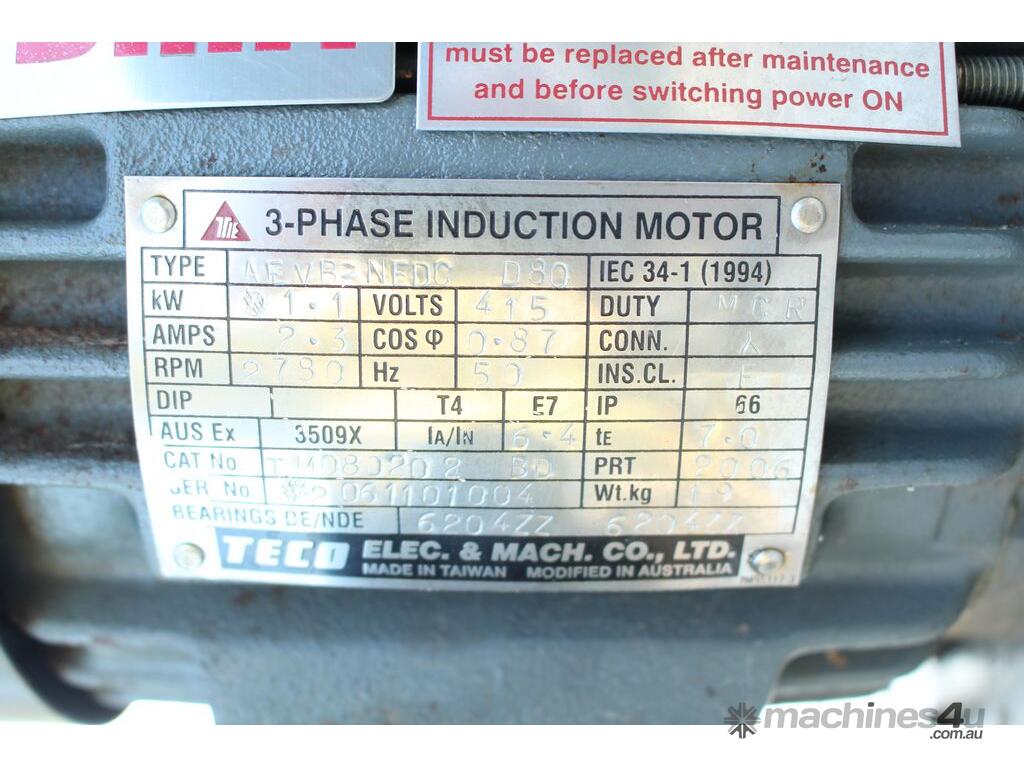 must be replaced after maintenance
and before switching power ON
3-PHASE INDUCTION MOTOR
TYPE D80 IEC 34-1 (1994)
kW 1.1 VOLTS 415 DUTY MCR
AMPS 2.3 COS φ 0.87 CONN. Y
RPM 2780 Hz 50 INS.CL. F
DIP T4 E7 IP 66
AUS Ex 3509X IA/IN 6.4 tE 7.0
CAT No. BD PRT 2006
SER No. 061101004 Wt.kg 19
BEARINGS DE/NDE 6204ZZ 6204ZZ
TECO ELEC. & MACH. CO., LTD.
MADE IN TAIWAN MODIFIED IN AUSTRALIA
machines4u
.com.au